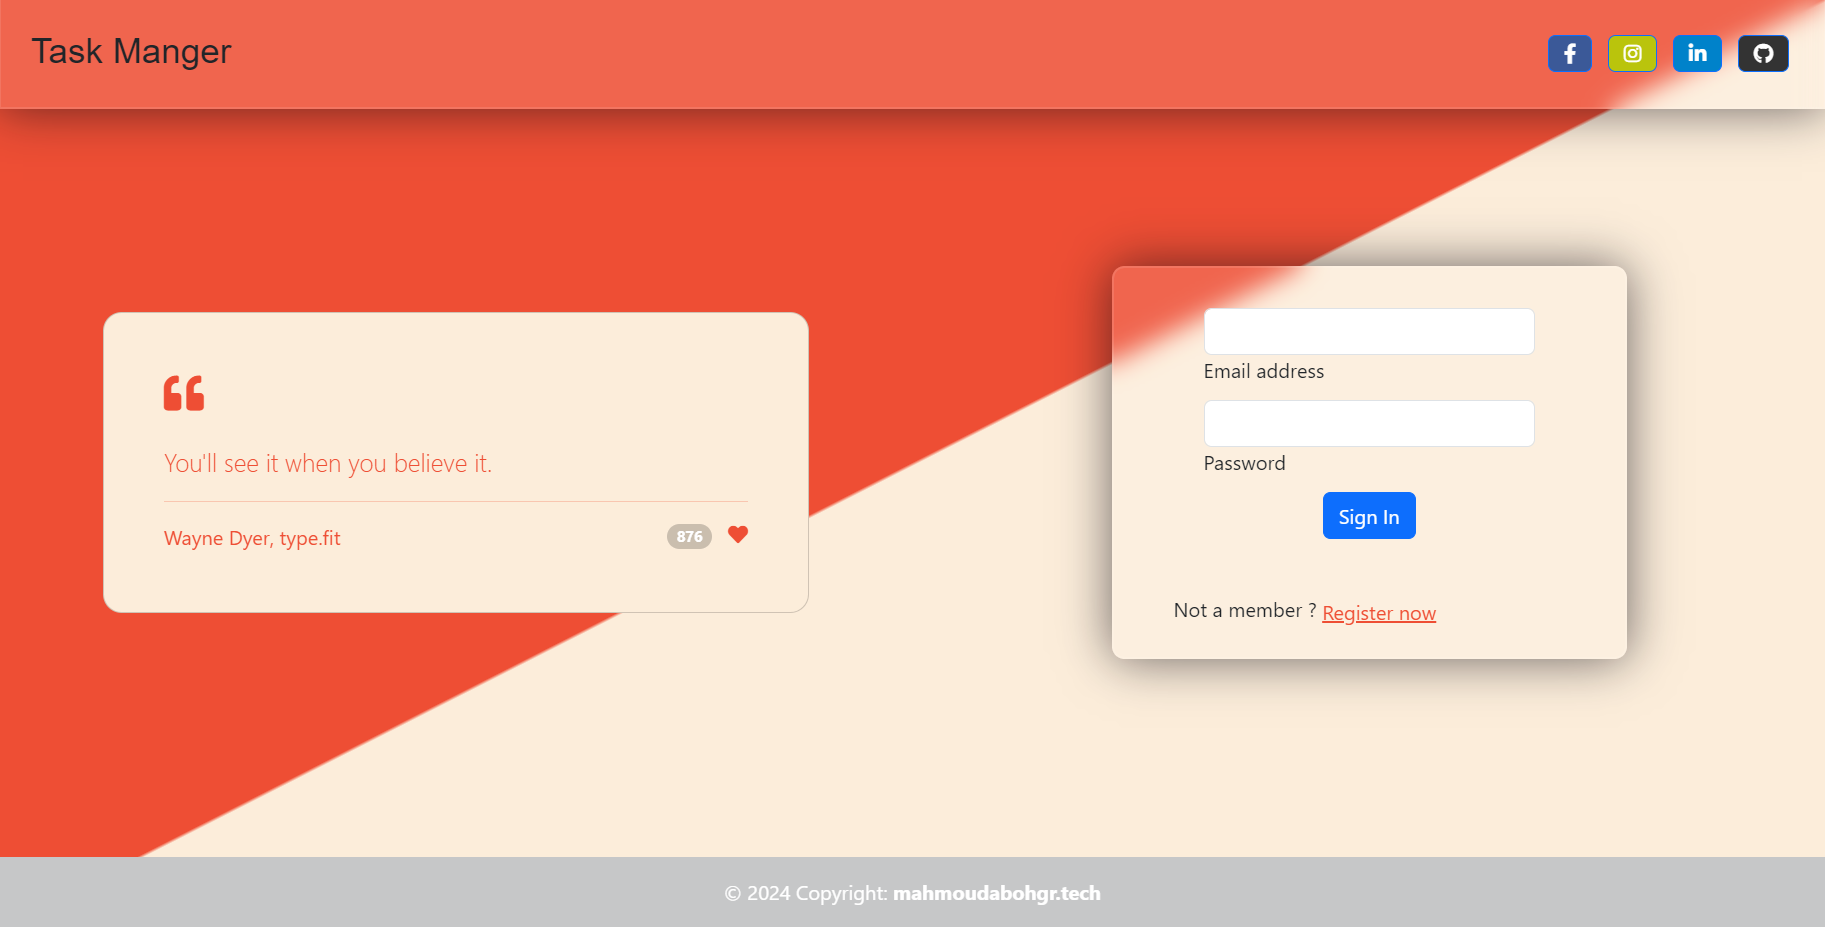 Task Manger
You'll see it when you believe it.
Wayne Dyer, type.fit
876
Email address
Password
Sign In
Not a member ? Register now
© 2024 Copyright: mahmoudabohgr.tech